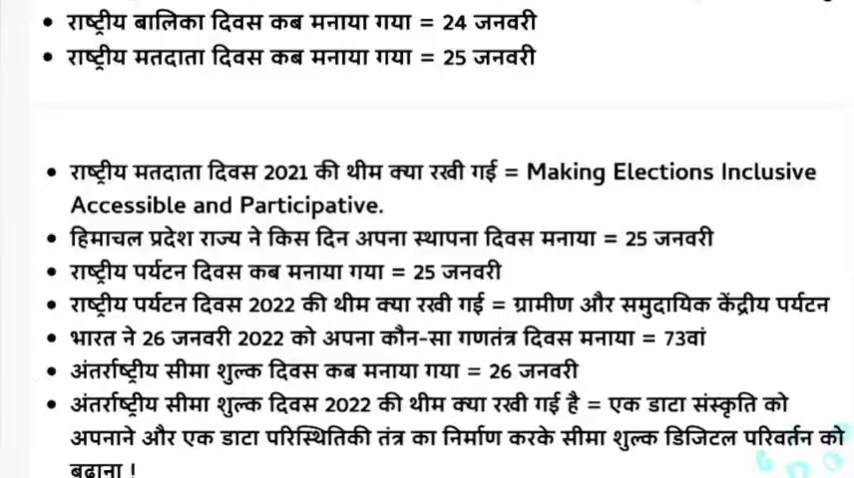 • राष्ट्रीय बालिका दिवस कब मनाया गया = 24 जनवरी
• राष्ट्रीय मतदाता दिवस कब मनाया गया = 25 जनवरी
• राष्ट्रीय मतदाता दिवस 2021 की थीम क्या रखी गई = Making Elections Inclusive
Accessible and Participative.
• हिमाचल प्रदेश राज्य ने किस दिन अपना स्थापना दिवस मनाया = 25 जनवरी
• राष्ट्रीय पर्यटन दिवस कब मनाया गया = 25 जनवरी
• राष्ट्रीय पर्यटन दिवस 2022 की थीम क्या रखी गई = ग्रामीण और समुदायिक केंद्रीय पर्यटन
• भारत ने 26 जनवरी 2022 को अपना कौन-सा गणतंत्र दिवस मनाया = 73वां
• अंतर्राष्ट्रीय सीमा शुल्क दिवस कब मनाया गया = 26 जनवरी
• अंतर्राष्ट्रीय सीमा शुल्क दिवस 2022 की थीम क्या रखी गई है = एक डाटा संस्कृति को
अपनाने और एक डाटा परिस्थितिकी तंत्र का निर्माण करके सीमा शुल्क डिजिटल परिवर्तन को
बढ़ाना !